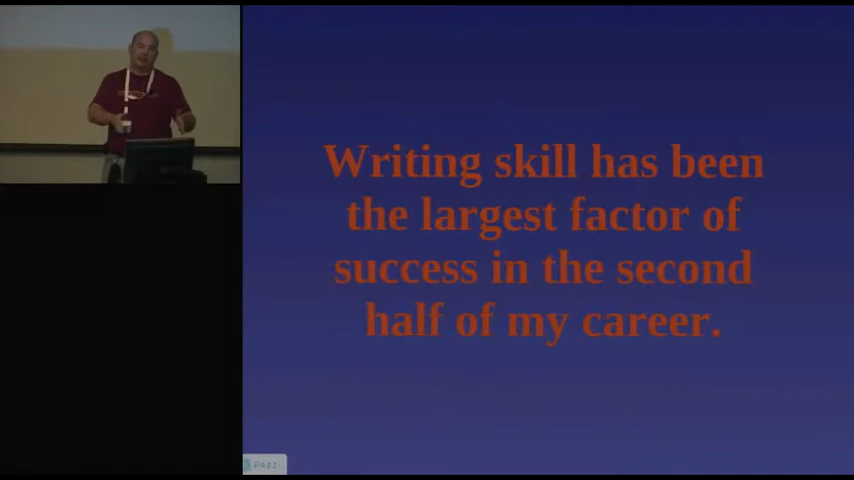 Writing skill has been
the largest factor of
success in the second
half of my career.